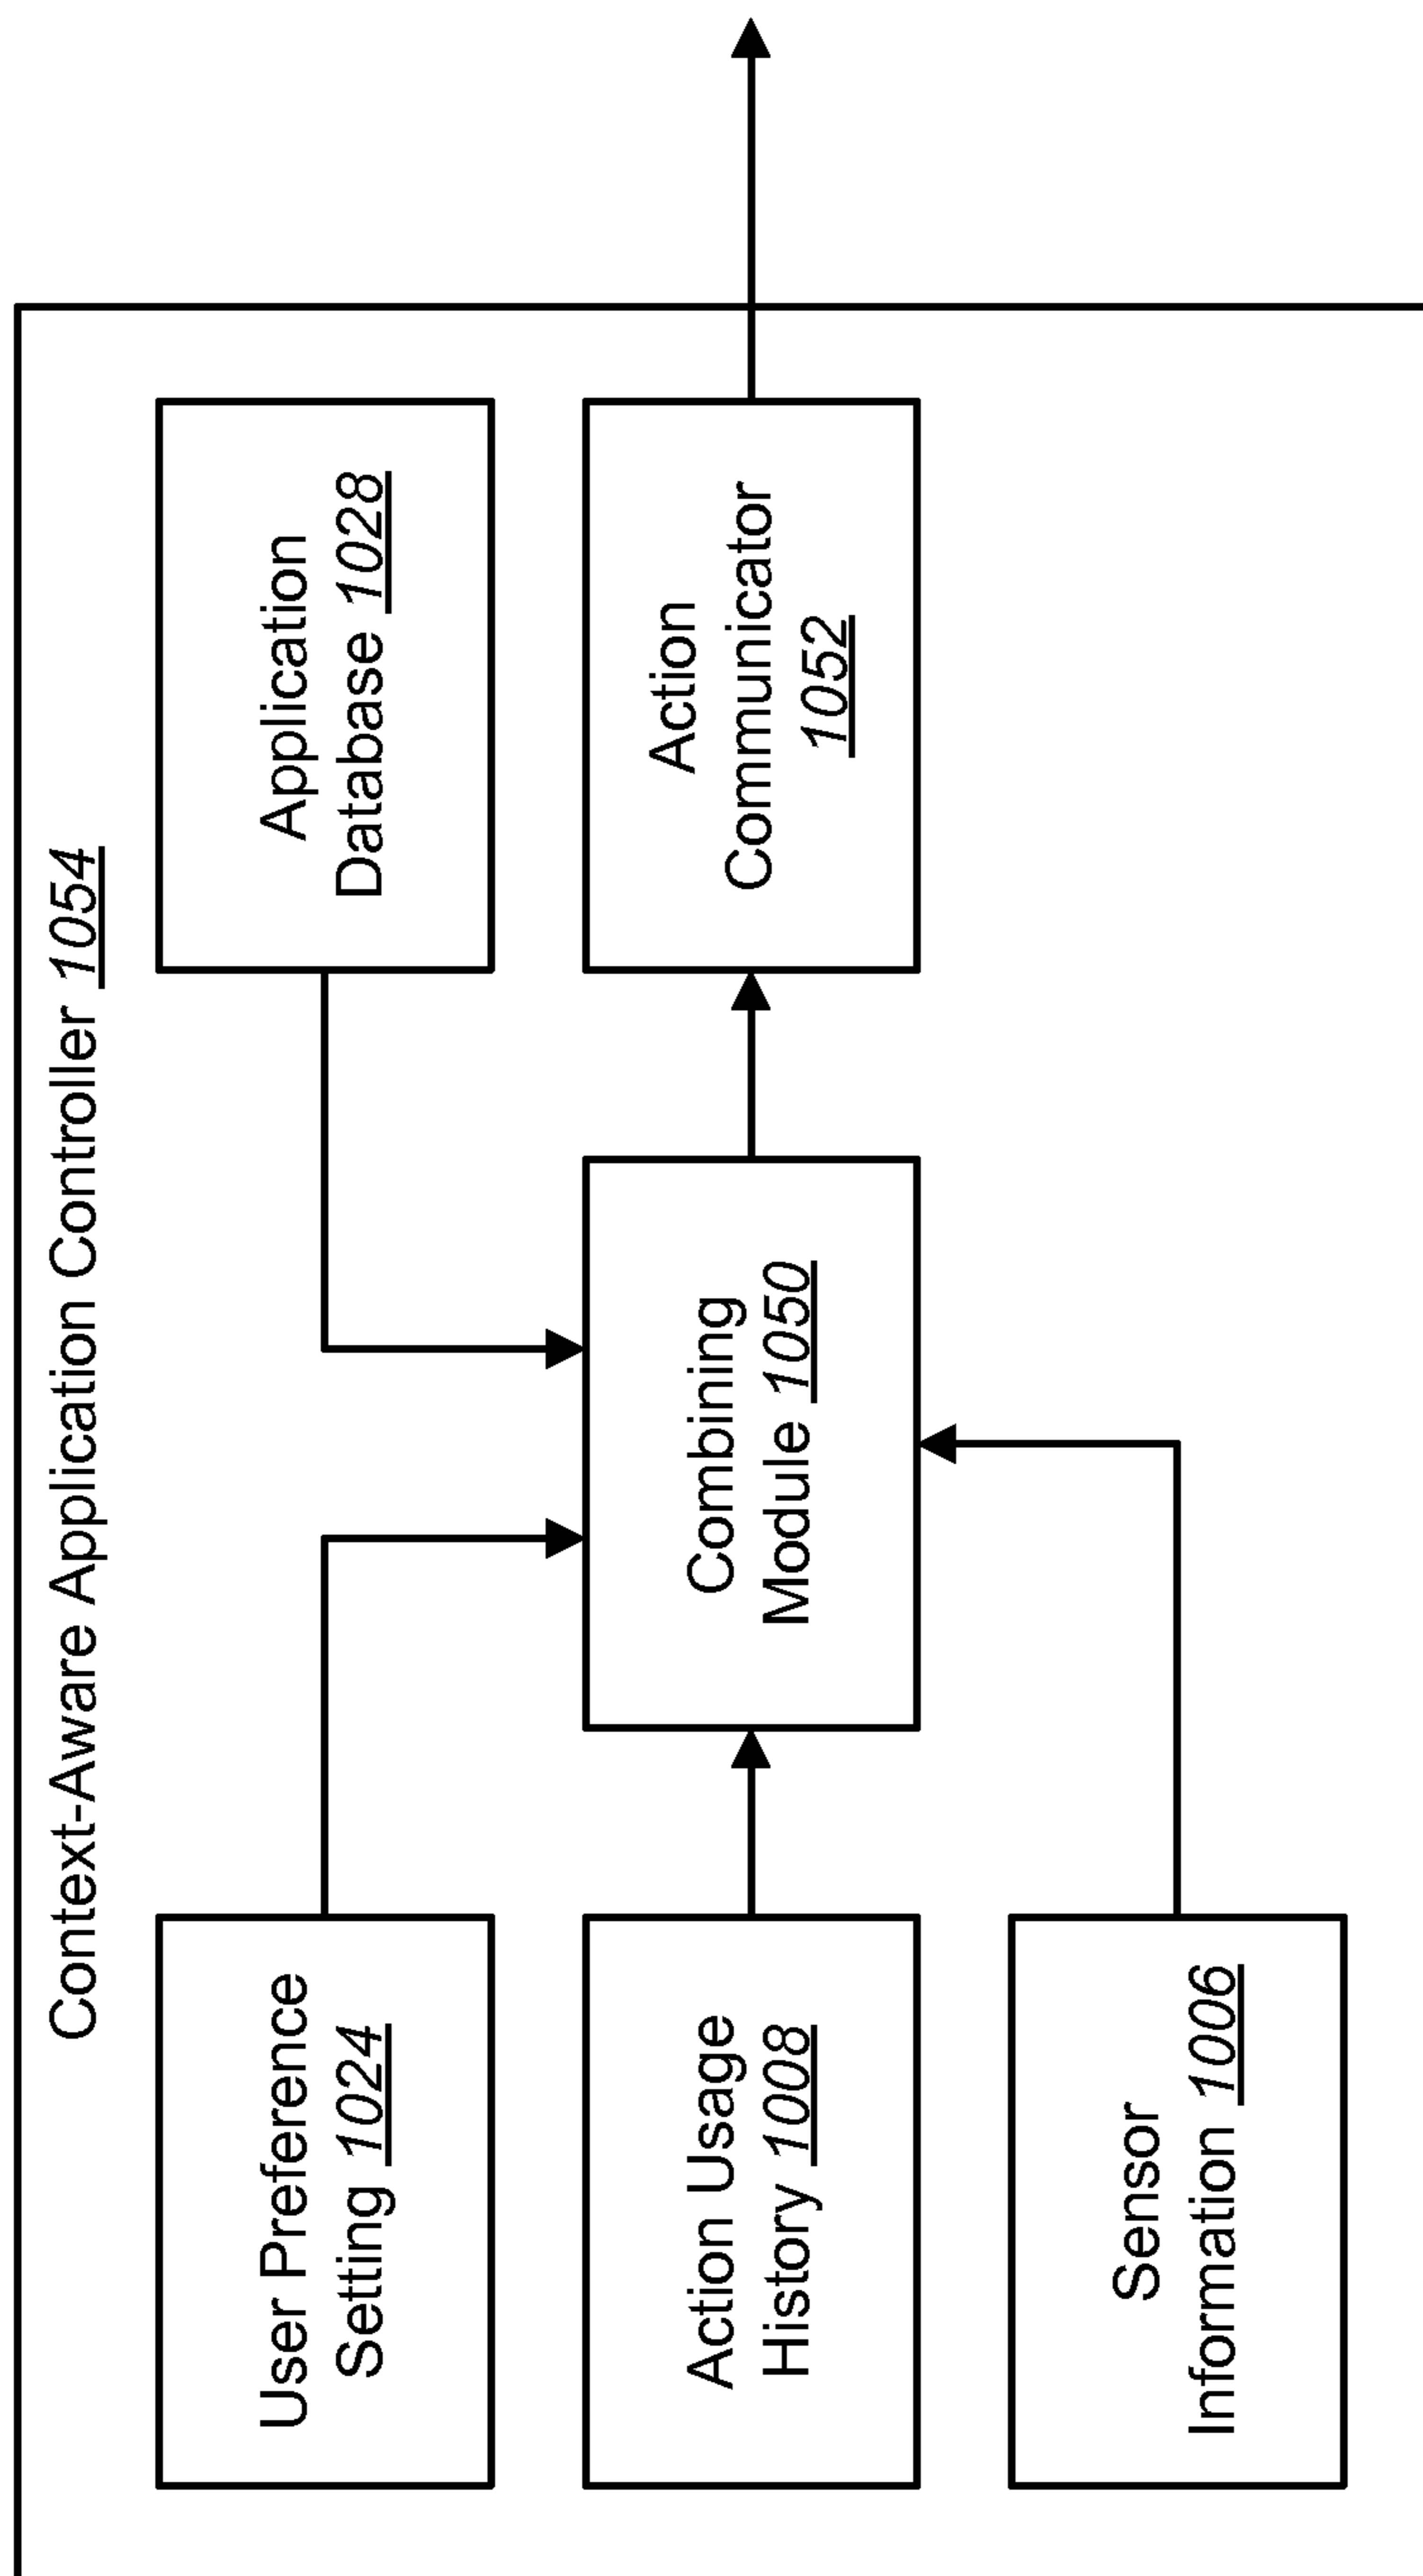 Context-Aware Application Controller 1054
User Preference
Setting 1024
Application
Database 1028
Action Usage
History 1008
Combining
Module 1050
Action
Communicator
1052
Sensor
Information 1006